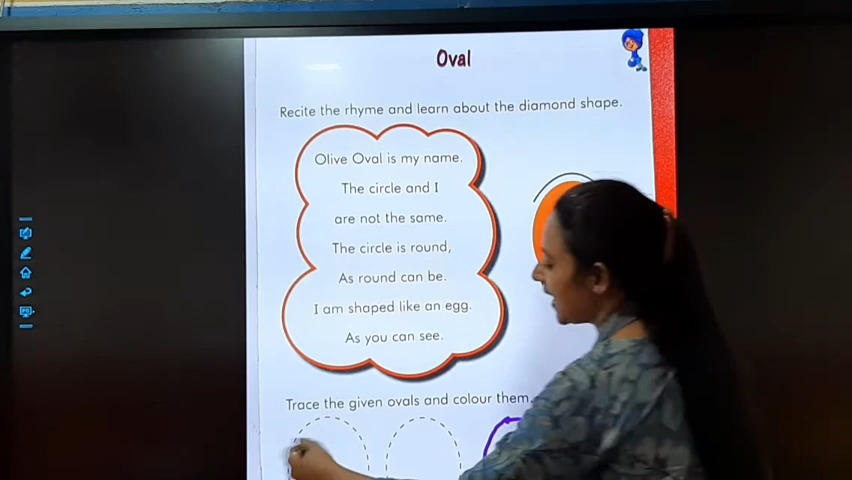 Oval
Recite the rhyme and learn about the diamond shape.
Olive Oval is my name.
The circle and I
are not the same.
The circle is round,
As round can be.
I am shaped like an egg.
As you can see.
Trace the given ovals and colour them.